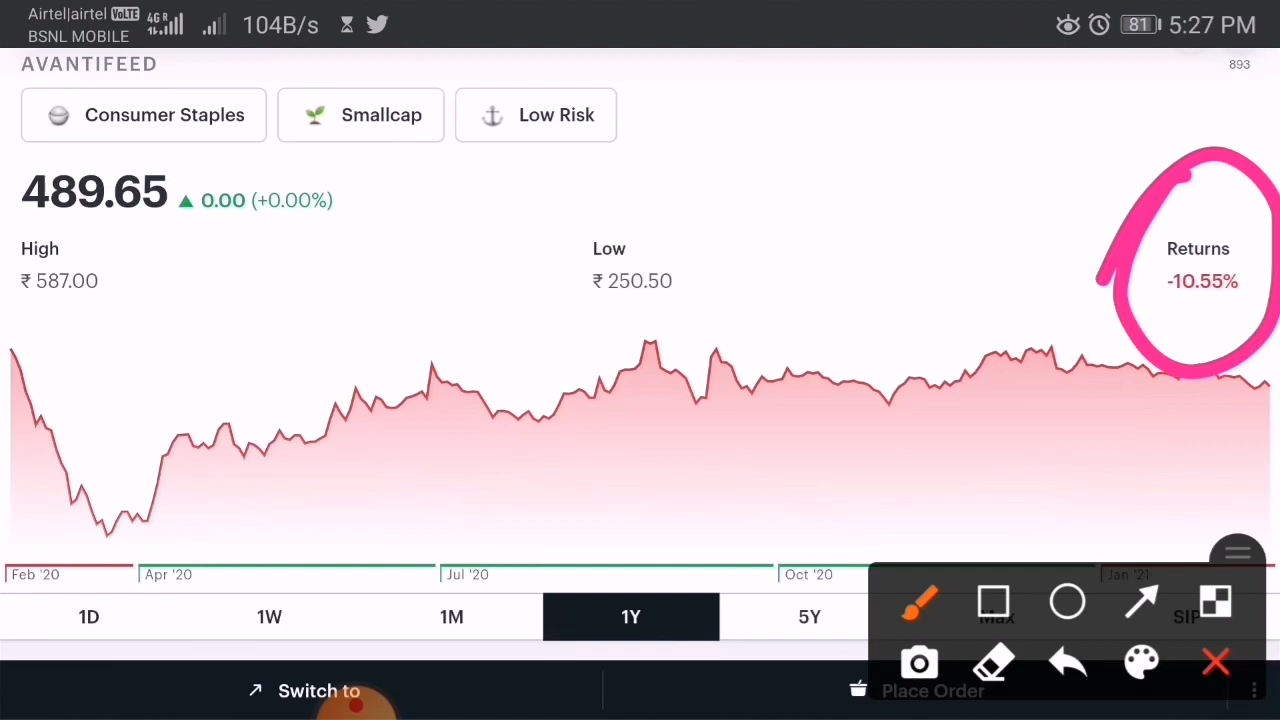 Airtel|airtel VoLTE 4G R 104B/s 81 5:27 PM
BSNL MOBILE
AVANTIFEED 893
Consumer Staples Smallcap Low Risk
489.65 ▲ 0.00 (+0.00%)
High Low Returns
₹ 587.00 ₹ 250.50 -10.55%
Feb '20 Apr '20 Jul '20 Oct '20 Jan '21
1D 1W 1M 1Y 5Y Max SIP
Switch to Place Order